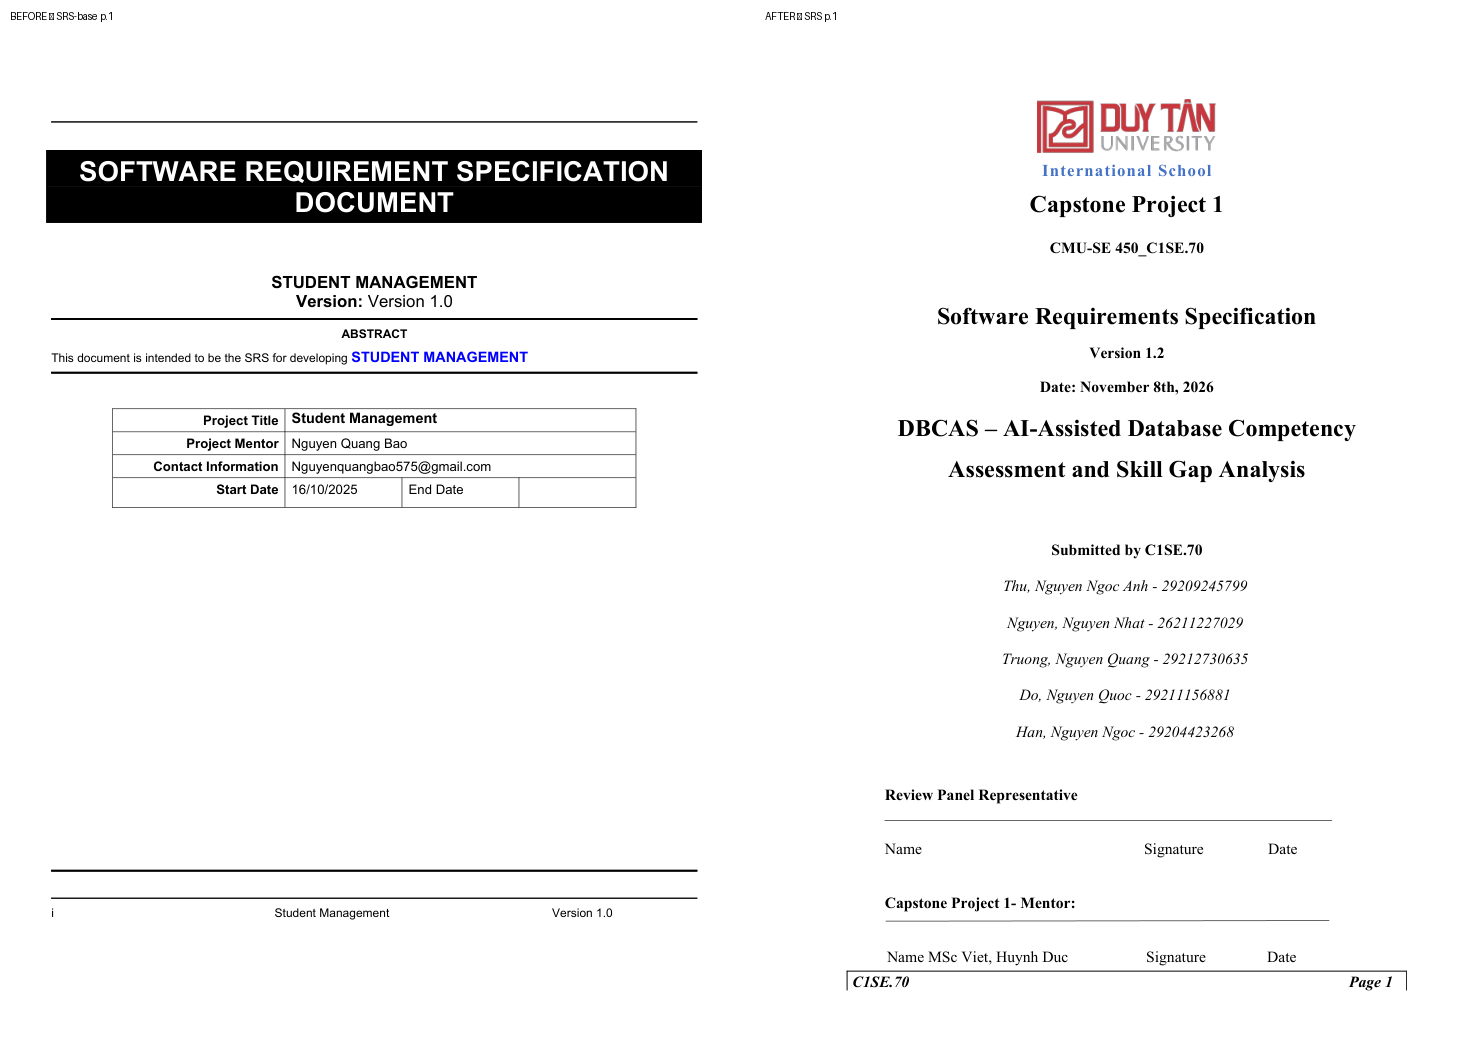 BEFORE SRS-base p.1
SOFTWARE REQUIREMENT SPECIFICATION
DOCUMENT
STUDENT MANAGEMENT
Version: Version 1.0
ABSTRACT
This document is intended to be the SRS for developing STUDENT MANAGEMENT
Project Title Student Management
Project Mentor Nguyen Quang Bao
Contact Information Nguyenquangbao575@gmail.com
Start Date 16/10/2025 End Date
i Student Management Version 1.0
AFTER SRS p.1
DUY TÂN
UNIVERSITY
International School
Capstone Project 1
CMU-SE 450_C1SE.70
Software Requirements Specification
Version 1.2
Date: November 8th, 2026
DBCAS – AI-Assisted Database Competency
Assessment and Skill Gap Analysis
Submitted by C1SE.70
Thu, Nguyen Ngoc Anh - 29209245799
Nguyen, Nguyen Nhat - 26211227029
Truong, Nguyen Quang - 29212730635
Do, Nguyen Quoc - 29211156881
Han, Nguyen Ngoc - 29204423268
Review Panel Representative
Name Signature Date
Capstone Project 1- Mentor:
Name MSc Viet, Huynh Duc Signature Date
C1SE.70 Page 1